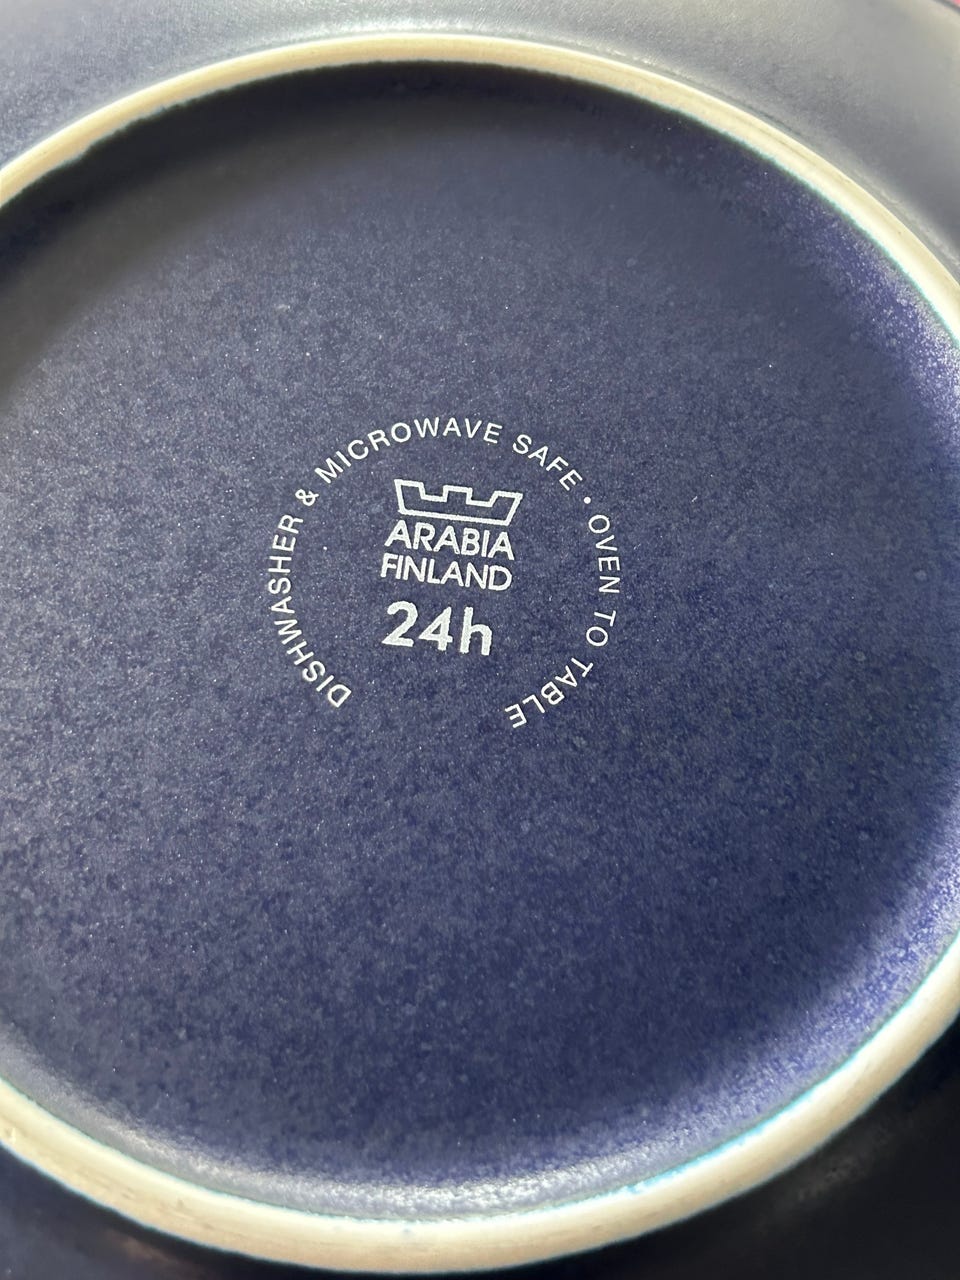 DISHWASHER & MICROWAVE SAFE · OVEN TO TABLE
ARABIA
FINLAND
24h